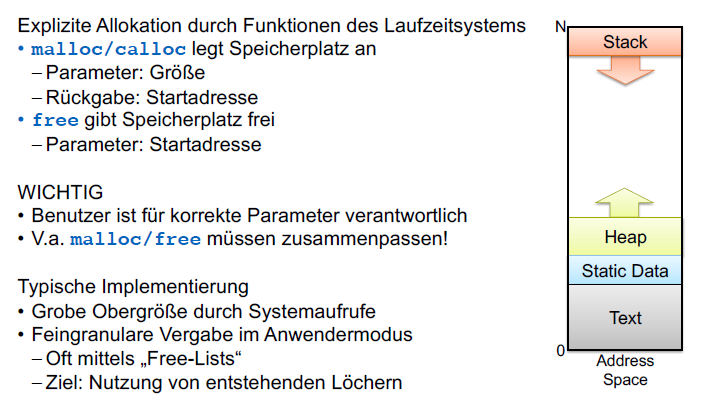 Explizite Allokation durch Funktionen des Laufzeitsystems
• malloc/calloc legt Speicherplatz an
– Parameter: Größe
– Rückgabe: Startadresse
• free gibt Speicherplatz frei
– Parameter: Startadresse
WICHTIG
• Benutzer ist für korrekte Parameter verantwortlich
• V.a. malloc/free müssen zusammenpassen!
Typische Implementierung
• Grobe Obergröße durch Systemaufrufe
• Feingranulare Vergabe im Anwendermodus
– Oft mittels „Free-Lists“
– Ziel: Nutzung von entstehenden Löchern
N
Stack
Heap
Static Data
Text
0
Address
Space